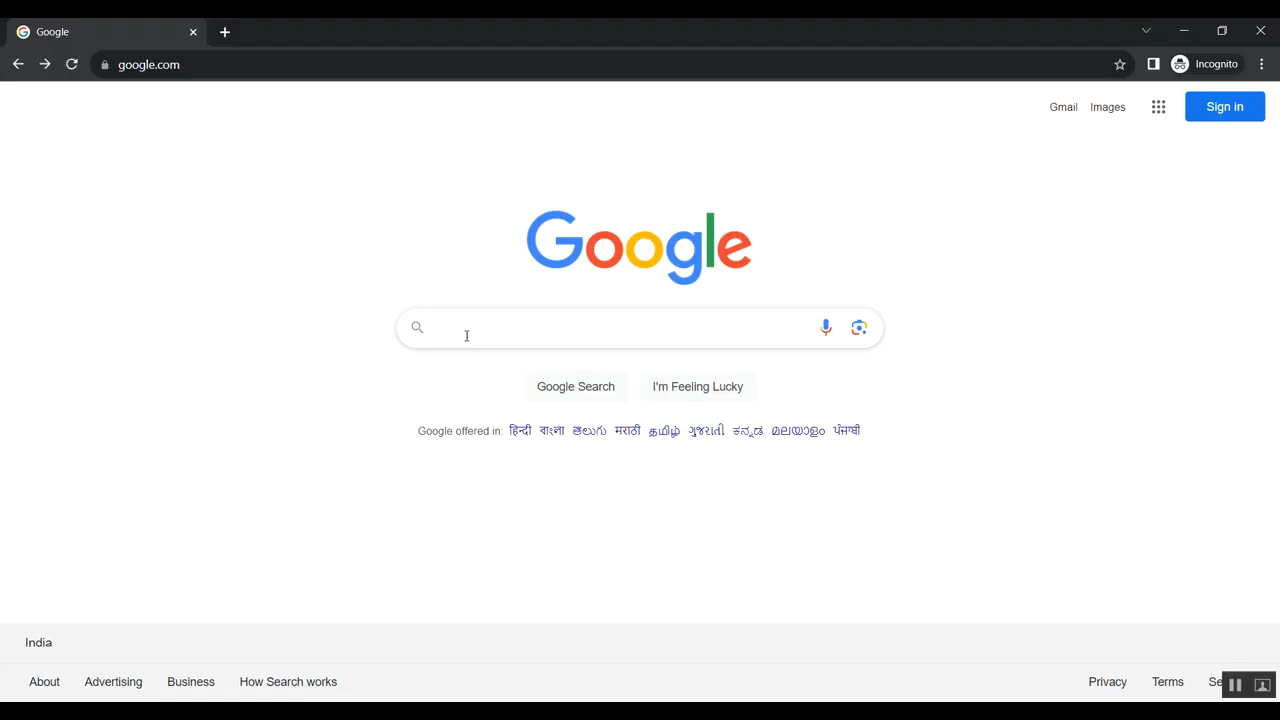 Google
google.com
Incognito
Gmail Images Sign in
Google
Google Search I'm Feeling Lucky
Google offered in: हिन्दी বাংলা తెలుగు मराठी தமிழ் ગુજરાતી ಕನ್ನಡ മലയാളം ਪੰਜਾਬੀ
India
About Advertising Business How Search works Privacy Terms